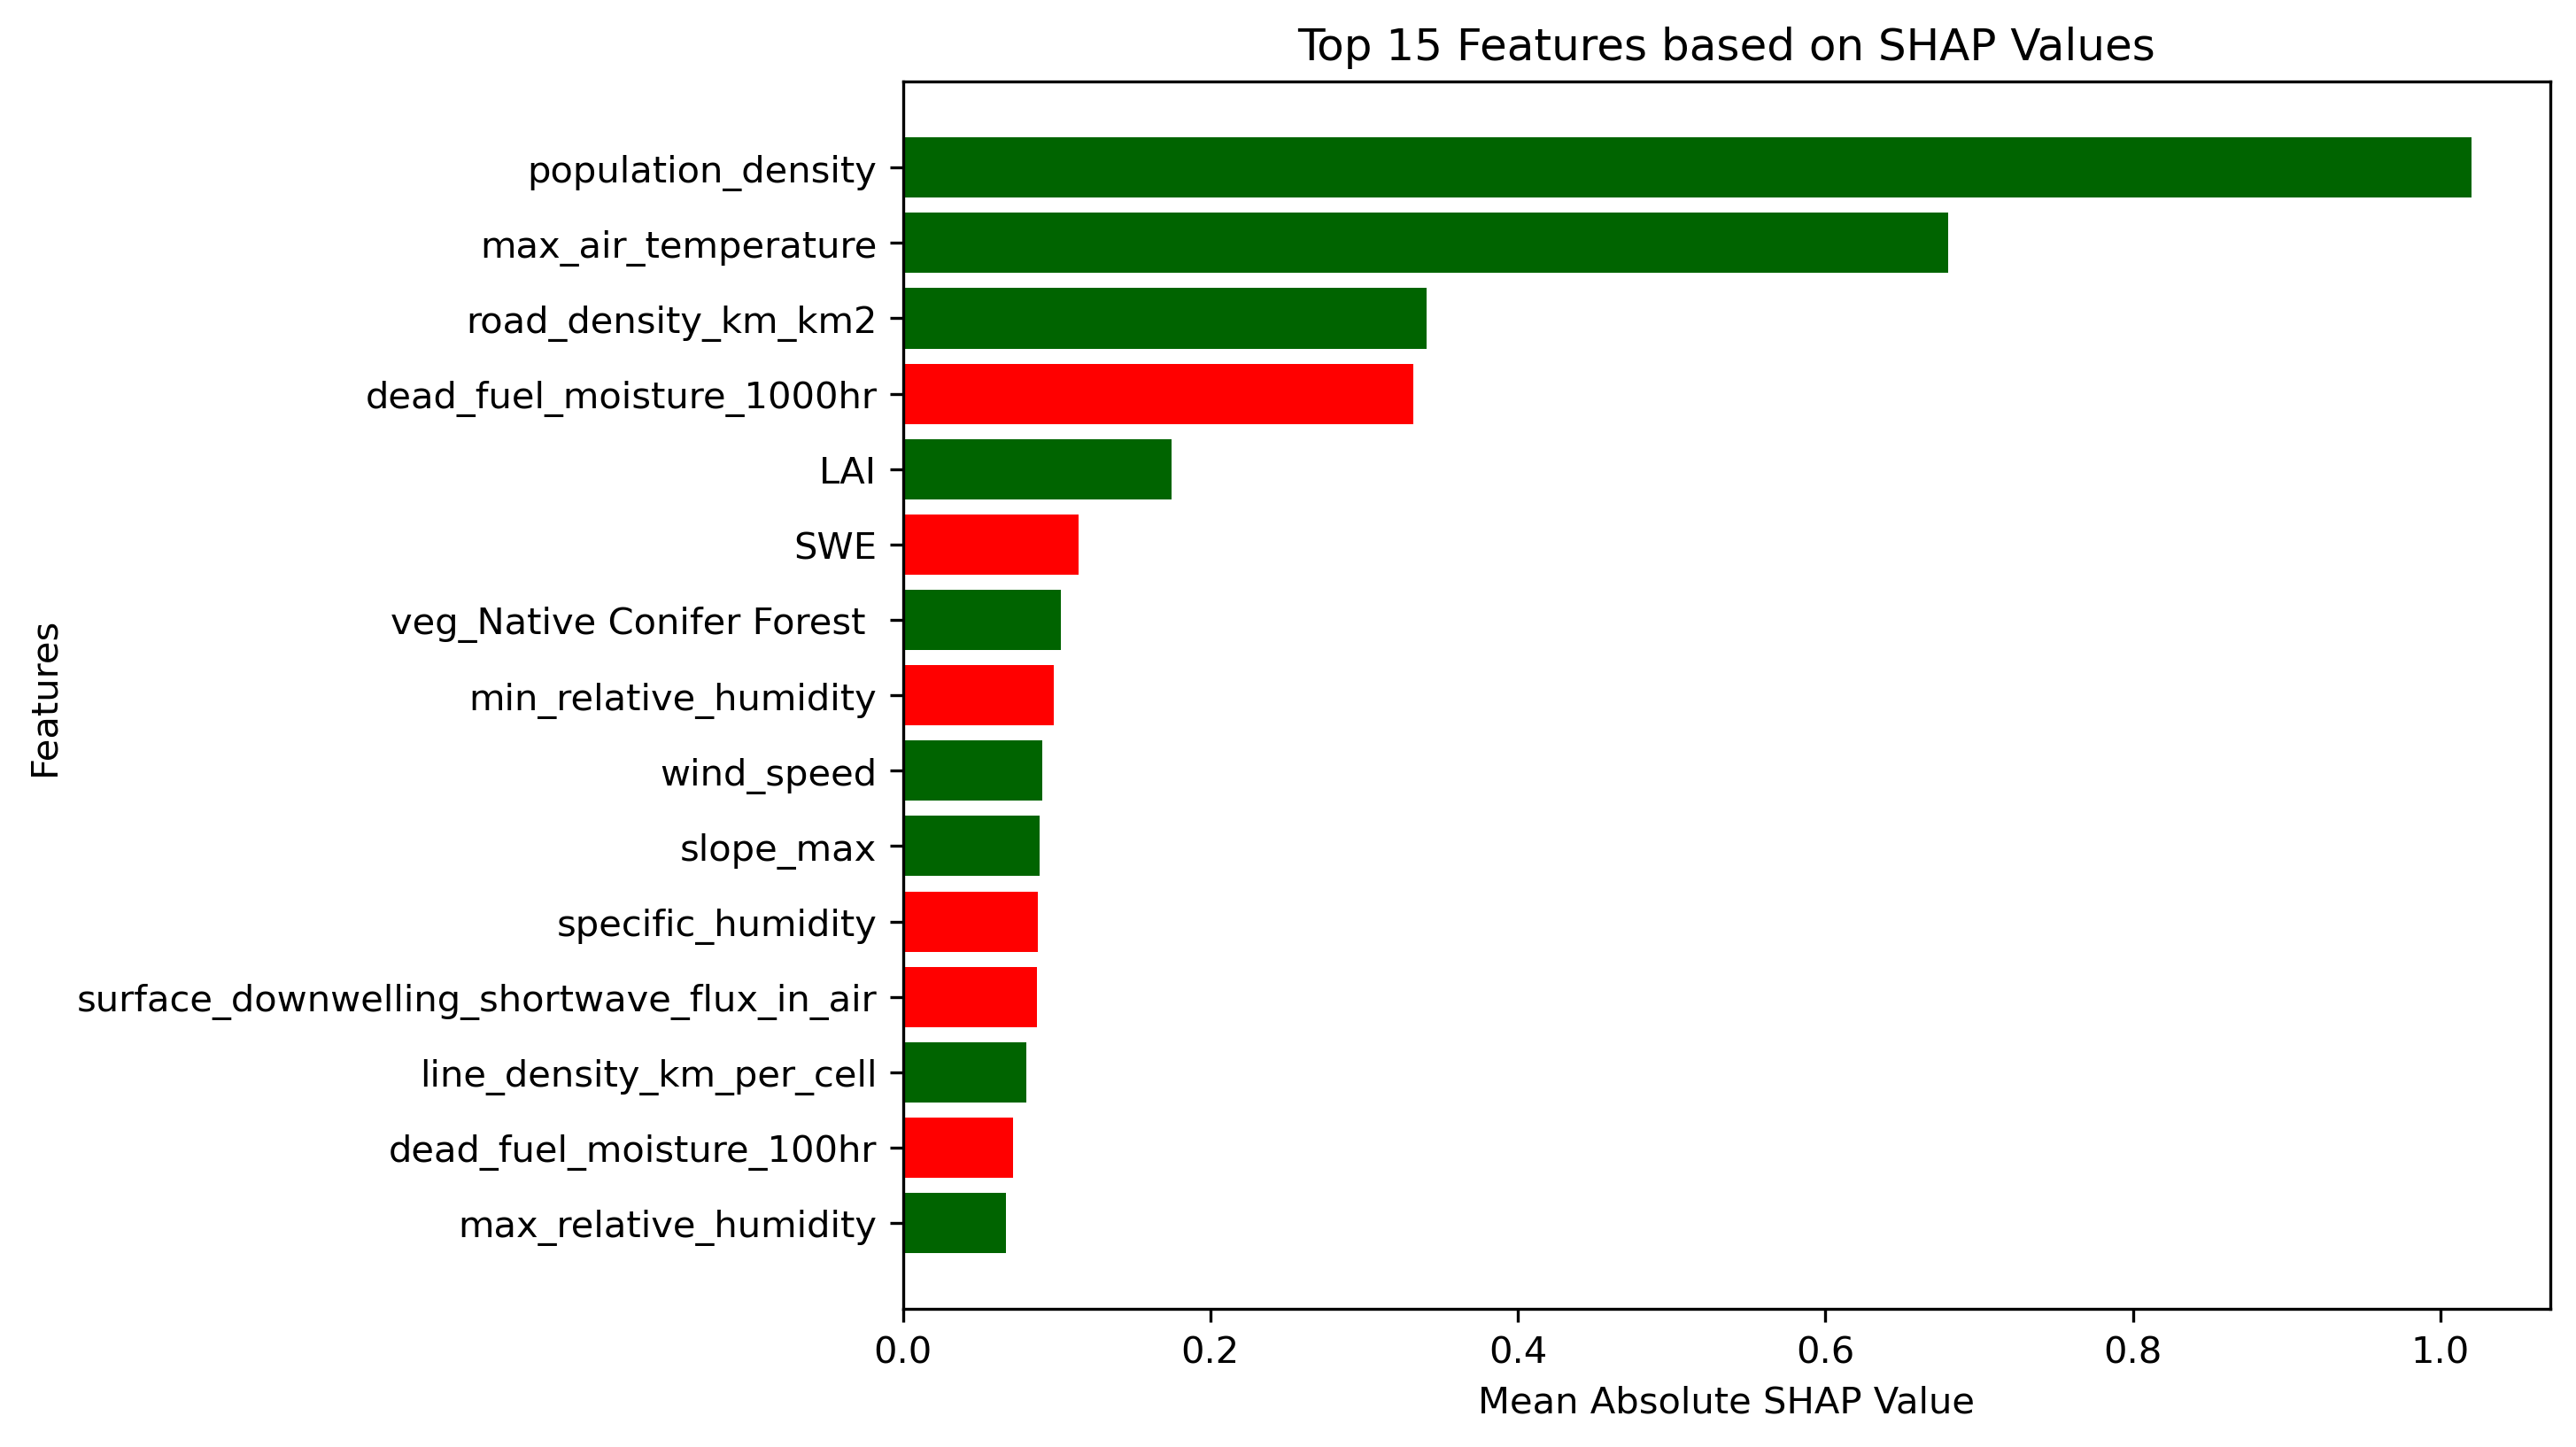 Top 15 Features based on SHAP Values
Features
population_density
max_air_temperature
road_density_km_km2
dead_fuel_moisture_1000hr
LAI
SWE
veg_Native Conifer Forest
min_relative_humidity
wind_speed
slope_max
specific_humidity
surface_downwelling_shortwave_flux_in_air
line_density_km_per_cell
dead_fuel_moisture_100hr
max_relative_humidity
0.0 0.2 0.4 0.6 0.8 1.0
Mean Absolute SHAP Value